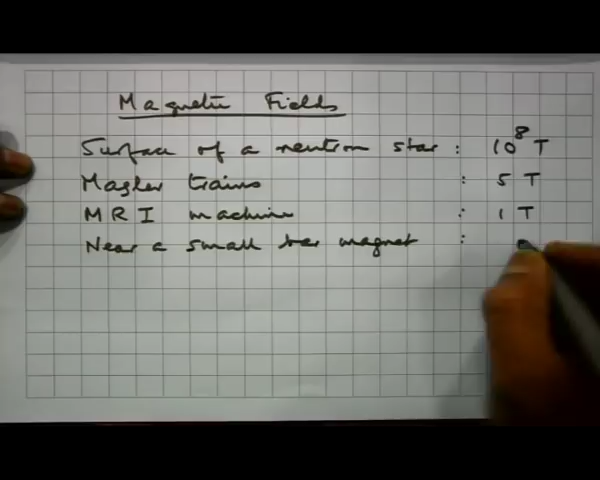 Magnetic Fields
Surface of a neutron star : 10⁸ T
Maglev trains : 5 T
MRI machine : 1 T
Near a small bar magnet :